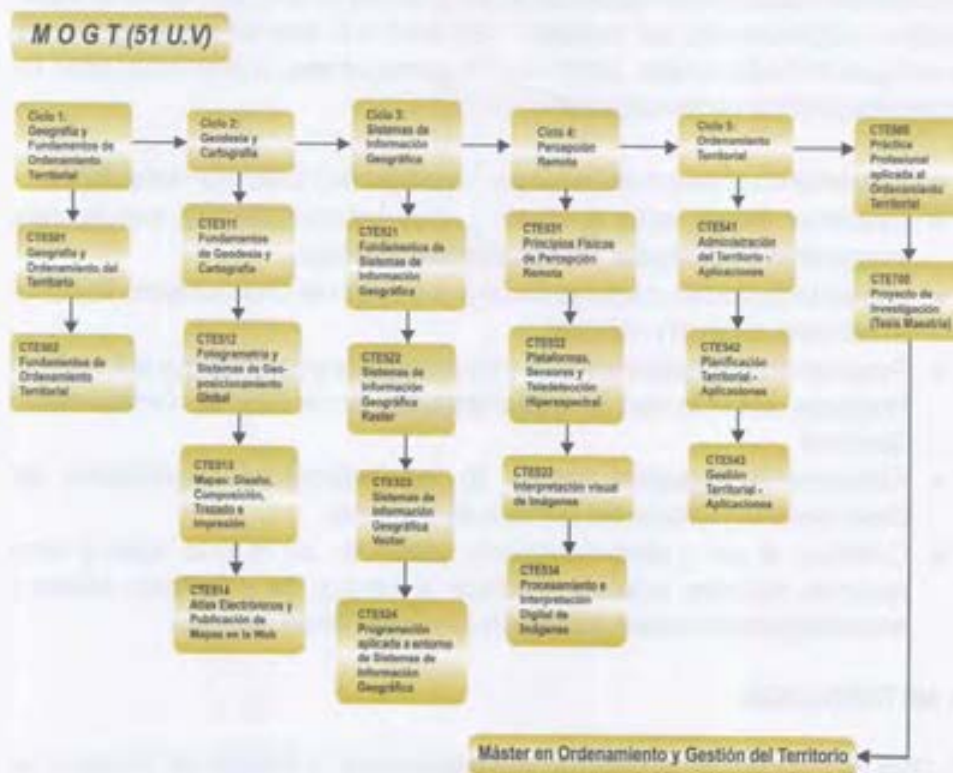 M O G T (51 U.V)
Ciclo 1:
Geografía y
Fundamentos de
Ordenamiento
Territorial
Ciclo 2:
Geodesia y
Cartografía
Ciclo 3:
Sistemas de
Información
Geográfica
Ciclo 4:
Percepción
Remota
Ciclo 5:
Ordenamiento
Territorial
Práctica
Profesional
aplicada al
Ordenamiento
Territorial
CTE501
Geografía y
Ordenamiento del
Territorio
CTE502
Fundamentos de
Ordenamiento
Territorial
CTE511
Fundamentos
de Geodesia y
Cartografía
CTE512
Fotogrametría y
Sistemas de Geo-
posicionamiento
Global
CTE513
Mapas: Diseño,
Composición,
Trazado e
Impresión
CTE514
Atlas Electrónicos y
Publicación de
Mapas en la Web
CTE521
Fundamentos de
Sistemas de
Información
Geográfica
CTE522
Sistemas de
Información
Geográfica
Raster
CTE523
Sistemas de
Información
Geográfica
Vector
CTE524
Programación
aplicada a entorno
de Sistemas de
Información
Geográfica
CTE531
Principios Físicos
de Percepción
Remota
CTE532
Plataformas,
Sensores y
Teledetección
Hiperespectral
CTE533
Interpretación visual
de Imágenes
CTE534
Procesamiento e
Interpretación
Digital de
Imágenes
CTE541
Administración
del Territorio -
Aplicaciones
CTE542
Planificación
Territorial -
Aplicaciones
CTE543
Gestión
Territorial -
Aplicaciones
CTE700
Proyecto de
Investigación
(Tesis Maestría)
Máster en Ordenamiento y Gestión del Territorio